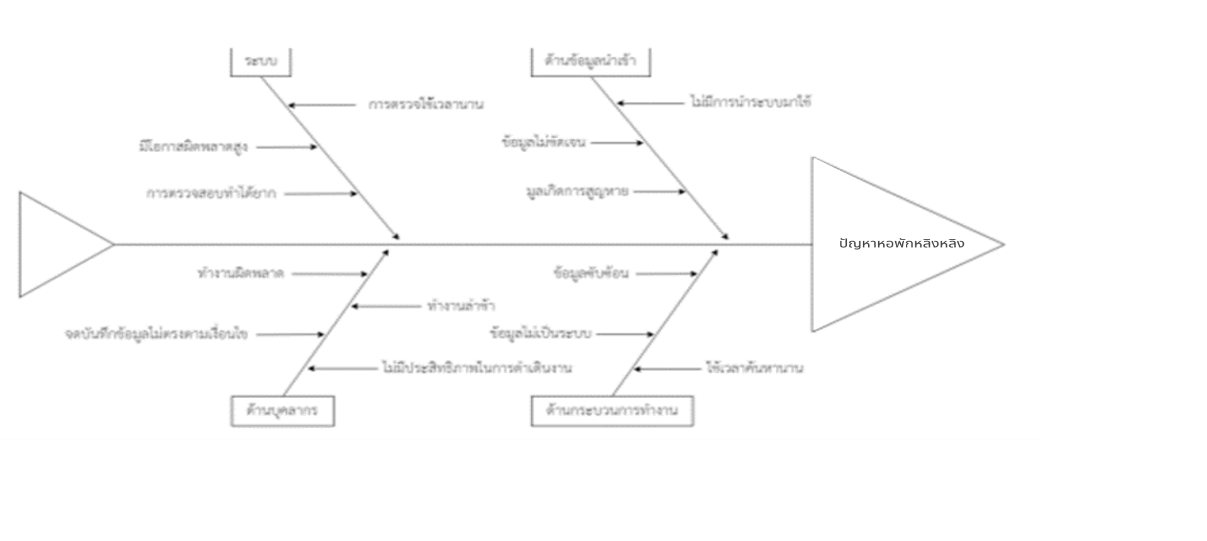 ระบบ
ด้านข้อมูลนำเข้า
การตรวจใช้เวลานาน
ไม่มีการนำระบบมาใช้
มีโอกาสผิดพลาดสูง
ข้อมูลไม่ชัดเจน
การตรวจสอบทำได้ยาก
มูลเกิดการสูญหาย
ปัญหาหอพักหลิงหลิง
ทำงานผิดพลาด
ข้อมูลซับซ้อน
ทำงานล่าช้า
จดบันทึกข้อมูลไม่ตรงตามเงื่อนไข
ข้อมูลไม่เป็นระบบ
ไม่มีประสิทธิภาพในการดำเดินงาน
ใช้เวลาค้นหานาน
ด้านบุคลากร
ด้านกระบวนการทำงาน